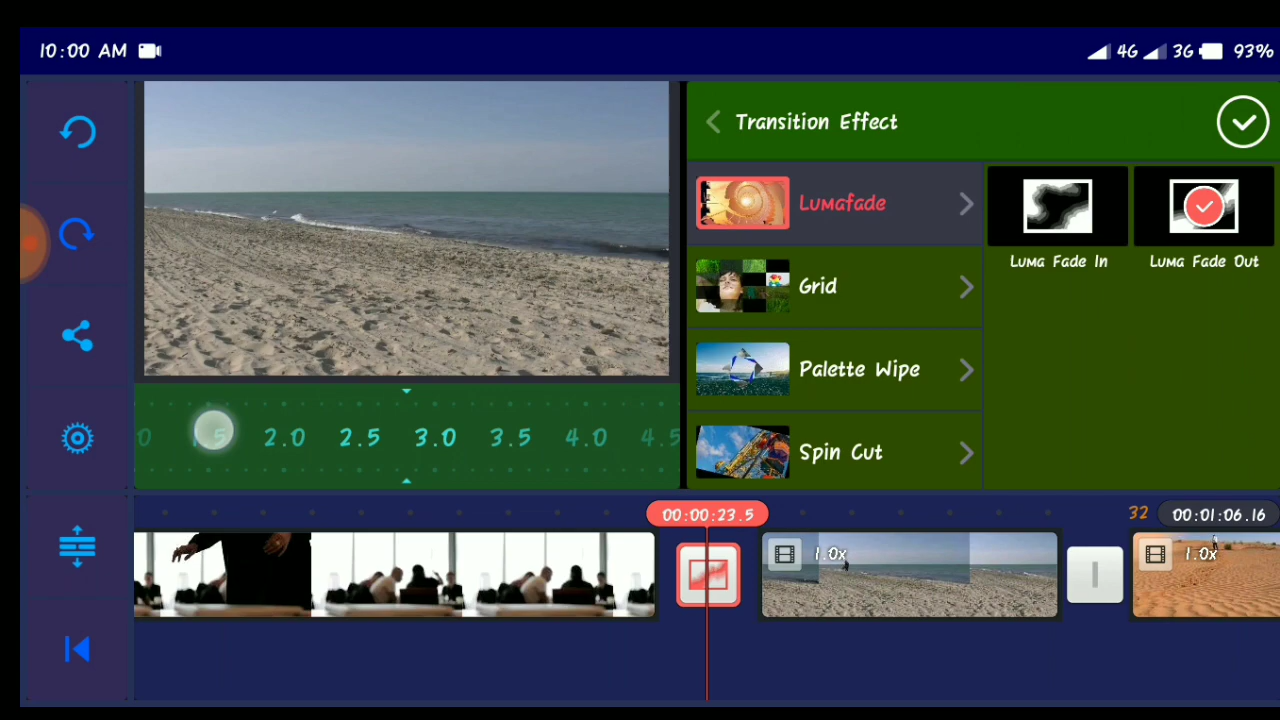 10:00 AM
4G 3G 93%
Transition Effect
Lumafade
Luma Fade In
Luma Fade Out
Grid
Palette Wipe
Spin Cut
2.0 2.5 3.0 3.5 4.0 4.5
00:00:23.5
32 00:01:06.16
1.0x
1.0x